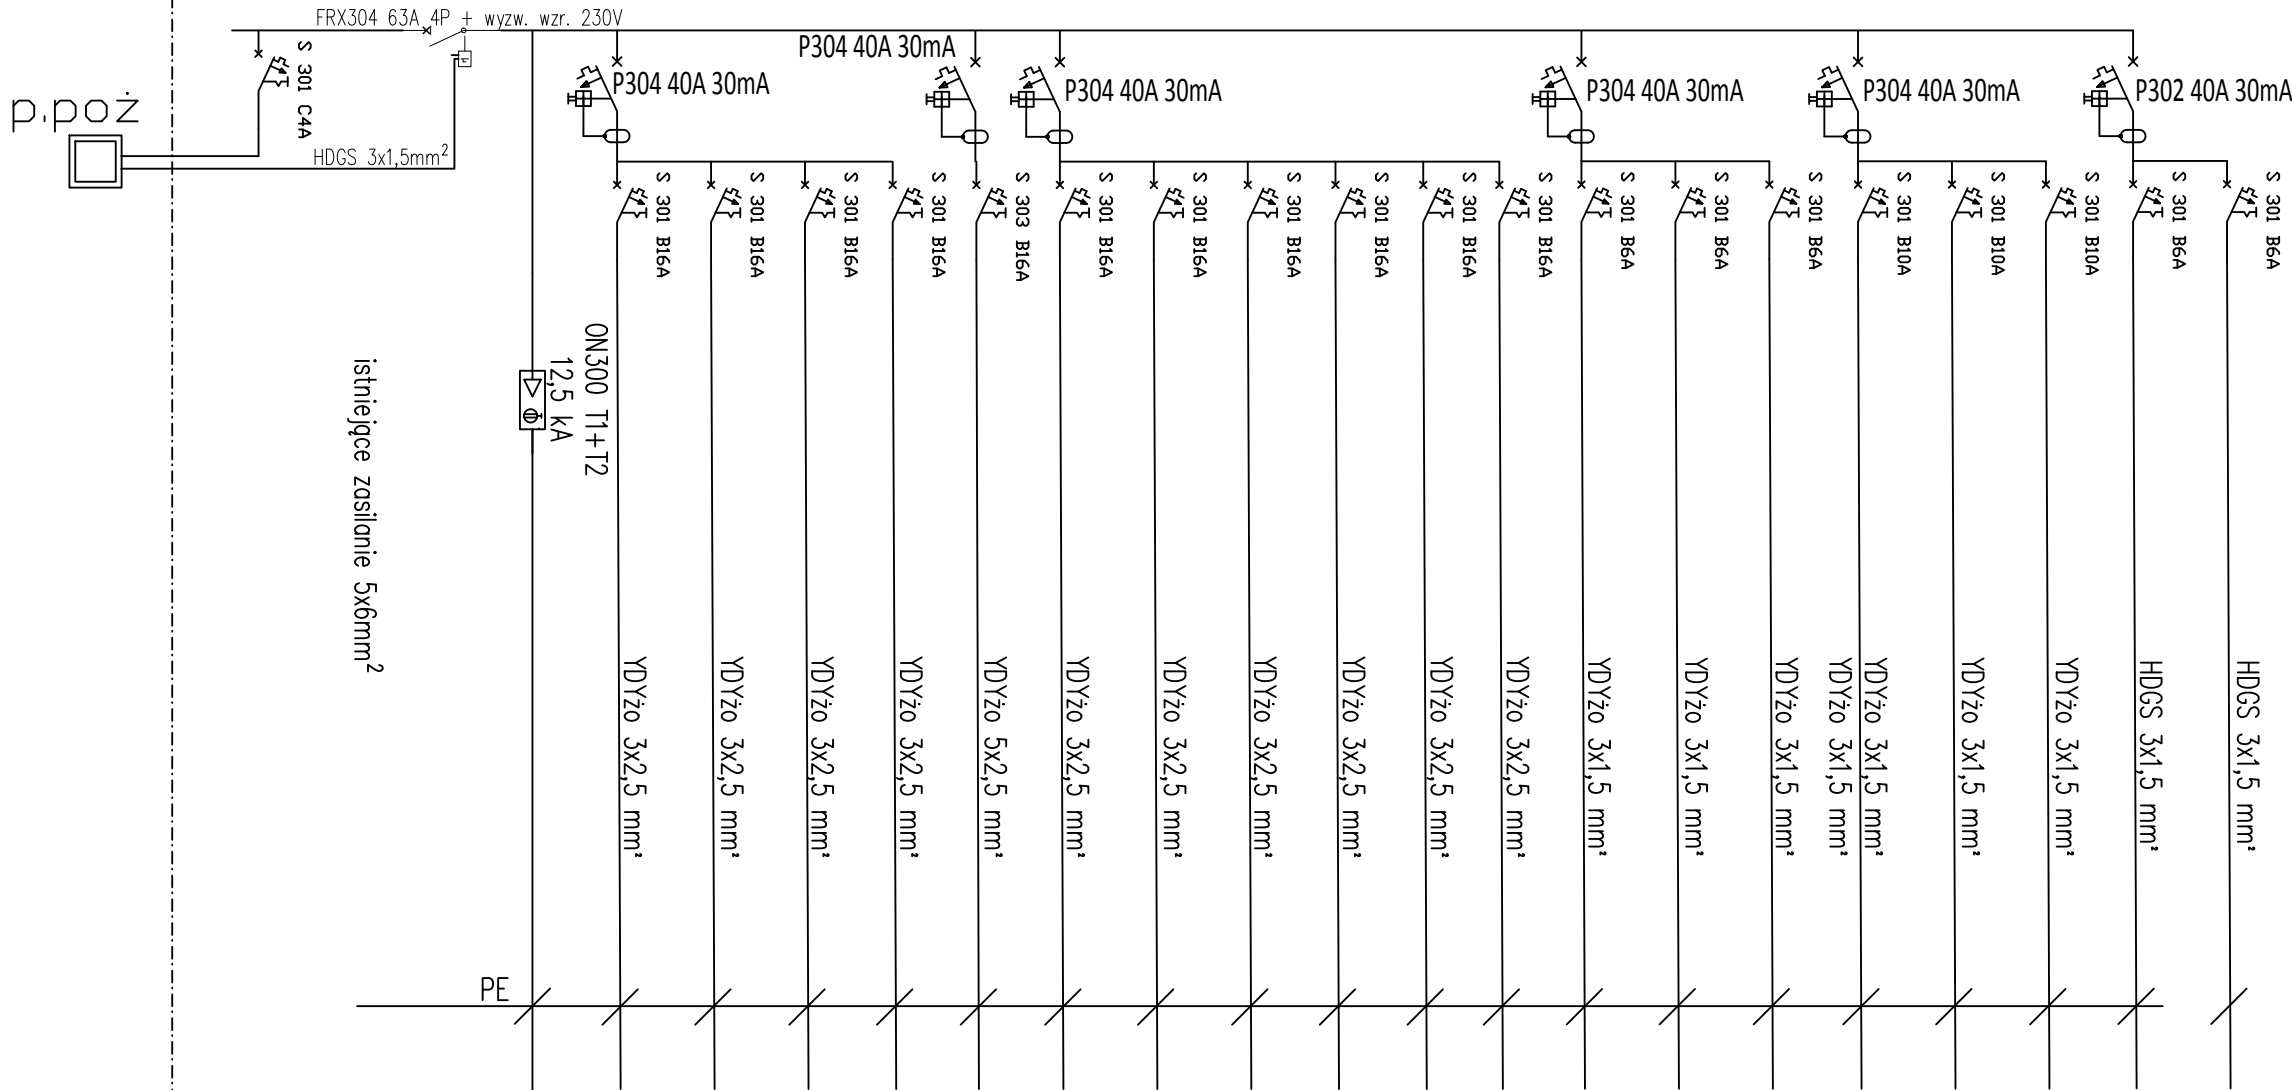 FRX304 63A 4P + wyzw. wzr. 230V
S 301 C4A
p.poż
HDGS 3x1,5mm²
P304 40A 30mA
P304 40A 30mA
P304 40A 30mA
P304 40A 30mA
P304 40A 30mA
P302 40A 30mA
S 301 B16A
S 301 B16A
S 301 B16A
S 301 B16A
S 303 B16A
S 301 B16A
S 301 B16A
S 301 B16A
S 301 B16A
S 301 B16A
S 301 B16A
S 301 B6A
S 301 B6A
S 301 B6A
S 301 B10A
S 301 B10A
S 301 B10A
S 301 B6A
S 301 B6A
istniejące zasilanie 5x6mm²
ON300 T1+T2
12,5 kA
YDYżo 3x2,5 mm²
YDYżo 3x2,5 mm²
YDYżo 3x2,5 mm²
YDYżo 3x2,5 mm²
YDYżo 5x2,5 mm²
YDYżo 3x2,5 mm²
YDYżo 3x2,5 mm²
YDYżo 3x2,5 mm²
YDYżo 3x2,5 mm²
YDYżo 3x2,5 mm²
YDYżo 3x2,5 mm²
YDYżo 3x1,5 mm²
YDYżo 3x1,5 mm²
YDYżo 3x1,5 mm²
YDYżo 3x1,5 mm²
YDYżo 3x1,5 mm²
YDYżo 3x1,5 mm²
YDYżo 3x1,5 mm²
HDGS 3x1,5 mm²
HDGS 3x1,5 mm²
PE